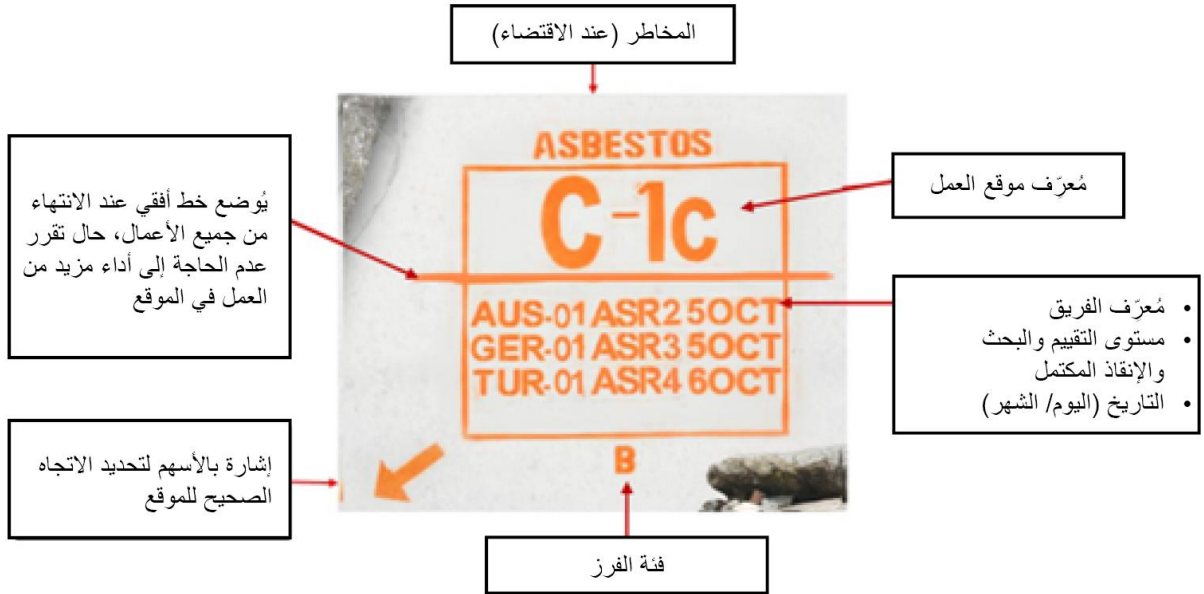 المخاطر (عند الاقتضاء)
ASBESTOS
C-1c
مُعرّف موقع العمل
يُوضع خط أفقي عند الانتهاء
من جميع الأعمال، حال تقرر
عدم الحاجة إلى أداء مزيد من
العمل في الموقع
AUS-01 ASR2 5OCT
GER-01 ASR3 5OCT
TUR-01 ASR4 6OCT
• مُعرّف الفريق
• مستوى التقييم والبحث
والإنقاذ المكتمل
• التاريخ (اليوم/ الشهر)
إشارة بالأسهم لتحديد الاتجاه
الصحيح للموقع
B
فئة الفرز